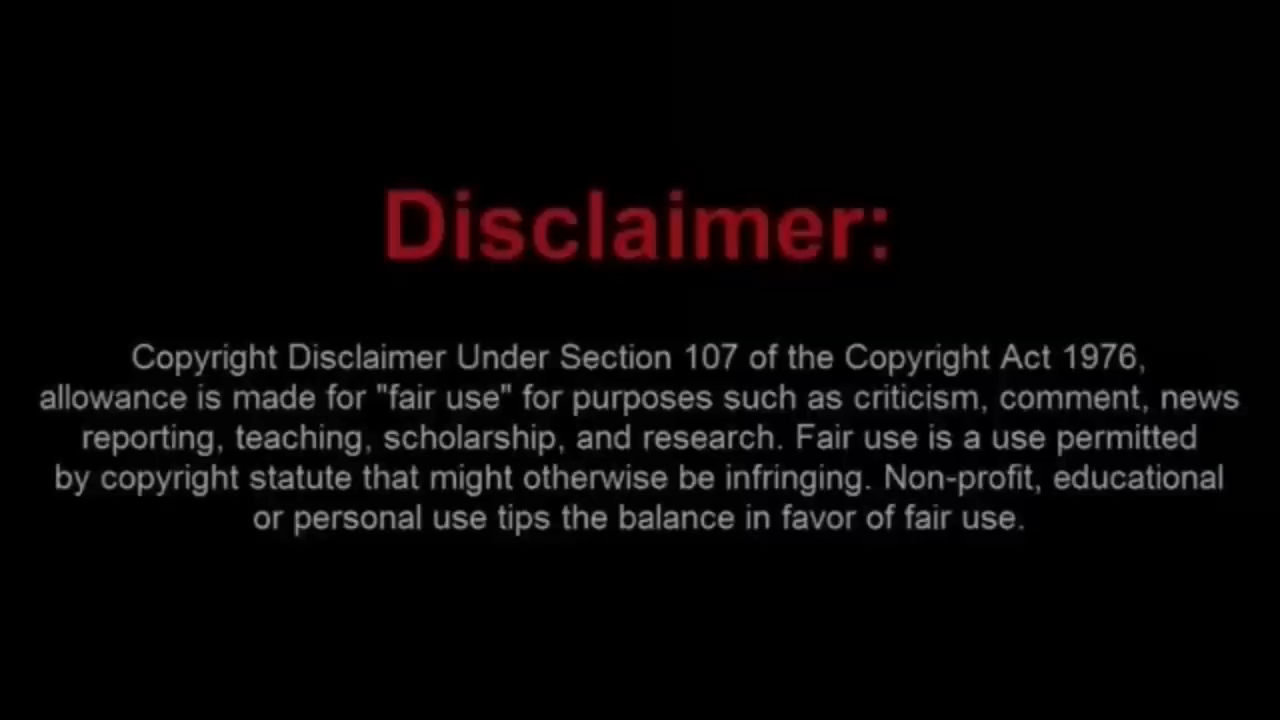 Disclaimer:
Copyright Disclaimer Under Section 107 of the Copyright Act 1976,
allowance is made for "fair use" for purposes such as criticism, comment, news
reporting, teaching, scholarship, and research. Fair use is a use permitted
by copyright statute that might otherwise be infringing. Non-profit, educational
or personal use tips the balance in favor of fair use.